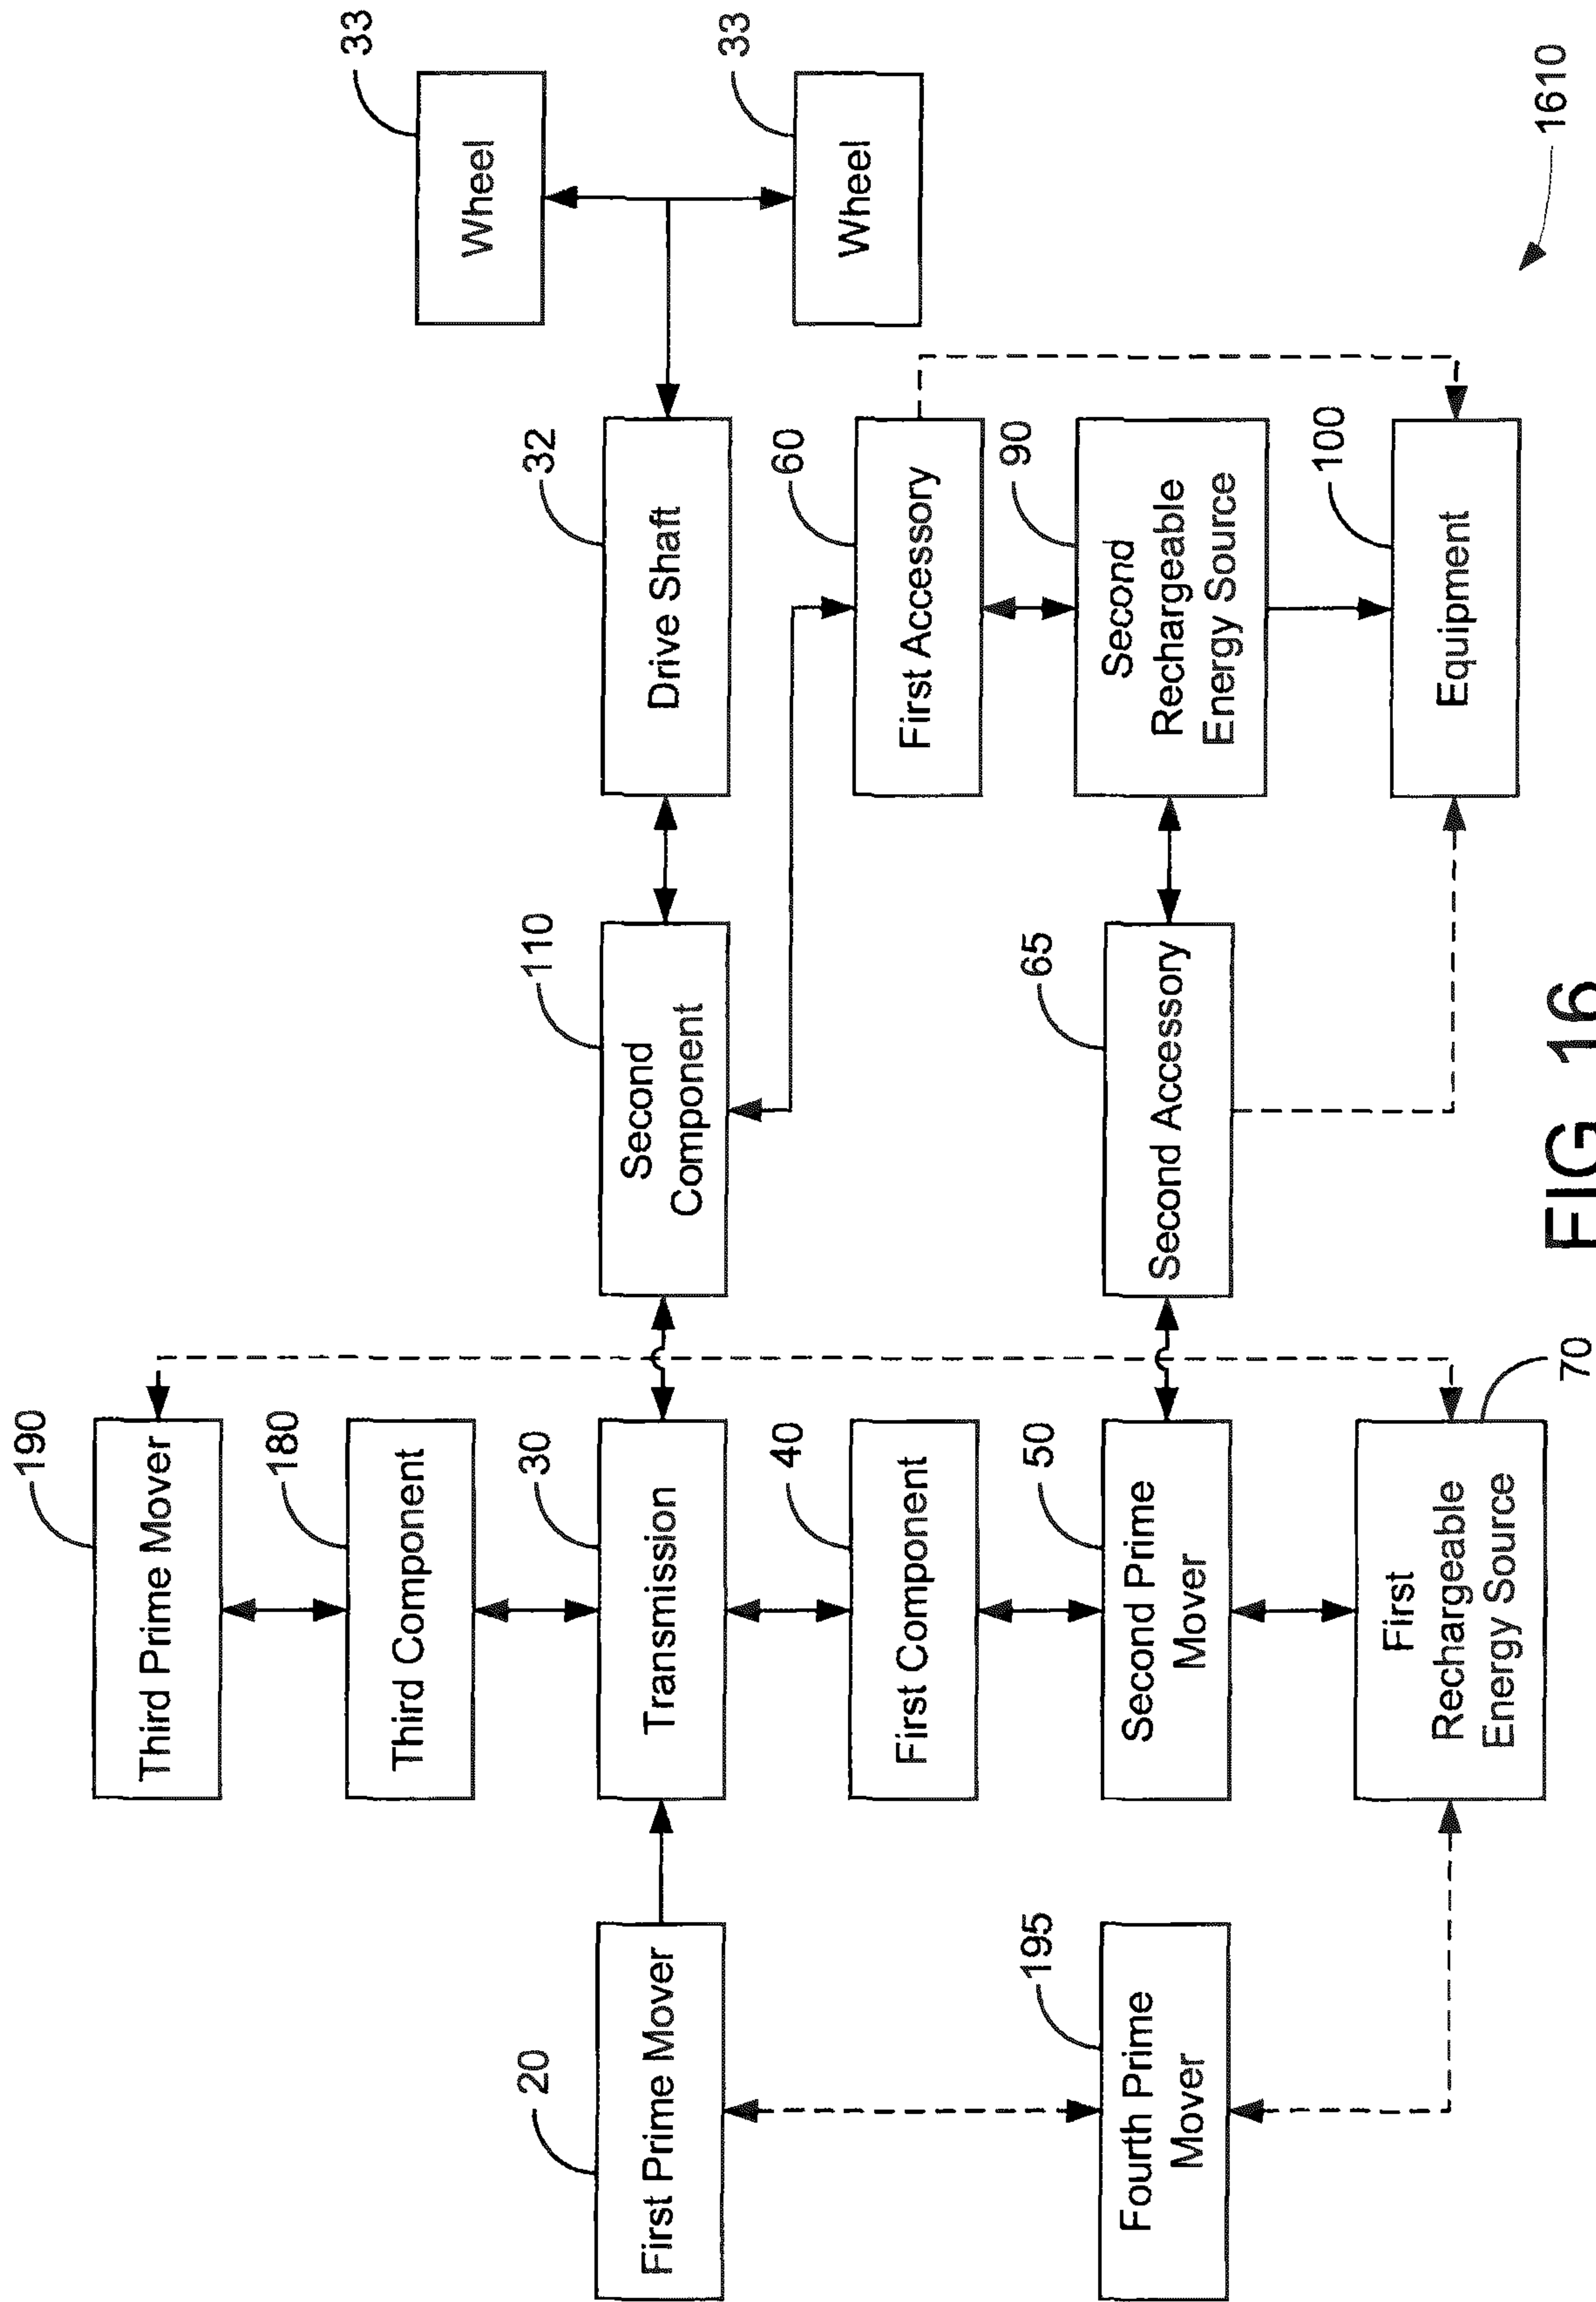 190
Third Prime Mover
180
Third Component
33
Wheel
20
First Prime Mover
30
Transmission
110
Second
Component
32
Drive Shaft
33
Wheel
40
First Component
60
First Accessory
195
Fourth Prime
Mover
50
Second Prime
Mover
65
Second Accessory
90
Second
Rechargeable
Energy Source
First
Rechargeable
Energy Source
70
100
Equipment
1610
FIG 16